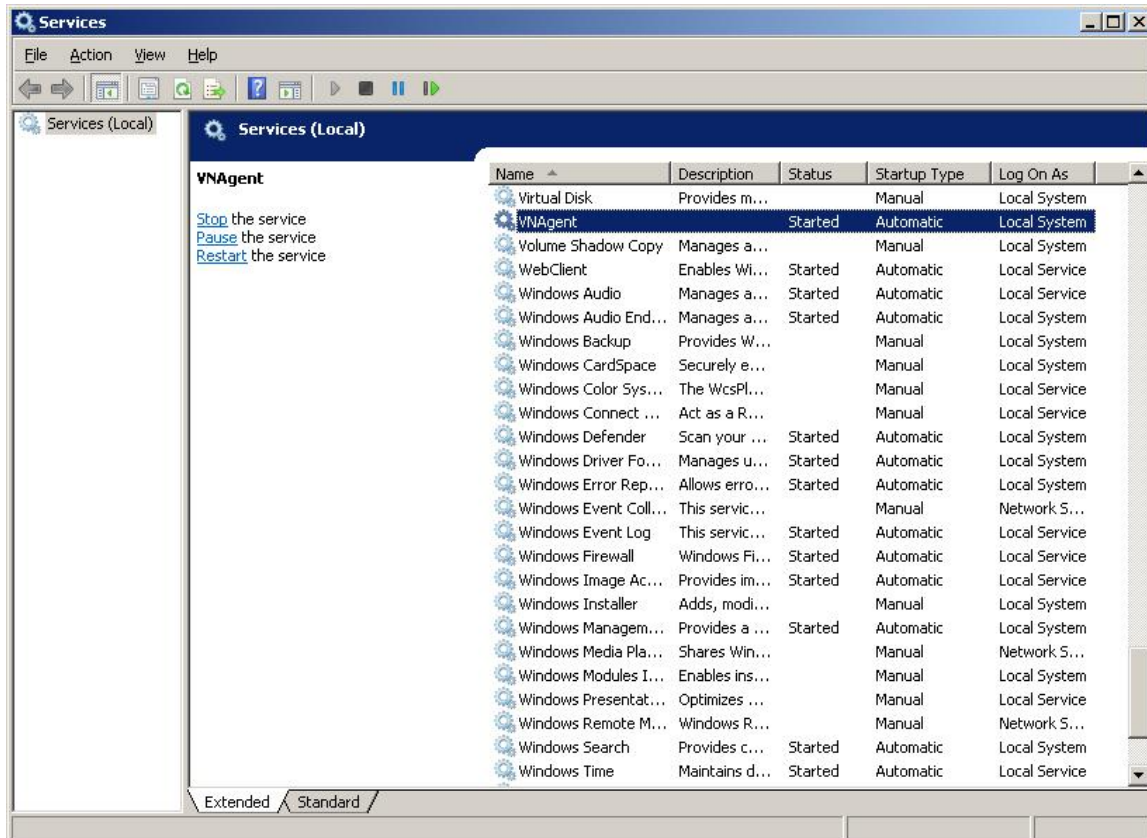 Services
File Action View Help
Services (Local)
Services (Local)
VNAgent
Stop the service
Pause the service
Restart the service
Name Description Status Startup Type Log On As
Virtual Disk Provides m... Manual Local System
VNAgent Started Automatic Local System
Volume Shadow Copy Manages a... Manual Local System
WebClient Enables Wi... Started Automatic Local Service
Windows Audio Manages a... Started Automatic Local Service
Windows Audio End... Manages a... Started Automatic Local System
Windows Backup Provides W... Manual Local System
Windows CardSpace Securely e... Manual Local System
Windows Color Sys... The WcsPl... Manual Local Service
Windows Connect ... Act as a R... Manual Local Service
Windows Defender Scan your ... Started Automatic Local System
Windows Driver Fo... Manages u... Started Automatic Local System
Windows Error Rep... Allows erro... Started Automatic Local System
Windows Event Coll... This servic... Manual Network S...
Windows Event Log This servic... Started Automatic Local Service
Windows Firewall Windows Fi... Started Automatic Local Service
Windows Image Ac... Provides im... Started Automatic Local Service
Windows Installer Adds, modi... Manual Local System
Windows Managem... Provides a ... Started Automatic Local System
Windows Media Pla... Shares Win... Manual Network S...
Windows Modules I... Enables ins... Manual Local System
Windows Presentat... Optimizes ... Manual Local Service
Windows Remote M... Windows R... Manual Network S...
Windows Search Provides c... Started Automatic Local System
Windows Time Maintains d... Started Automatic Local Service
Extended Standard